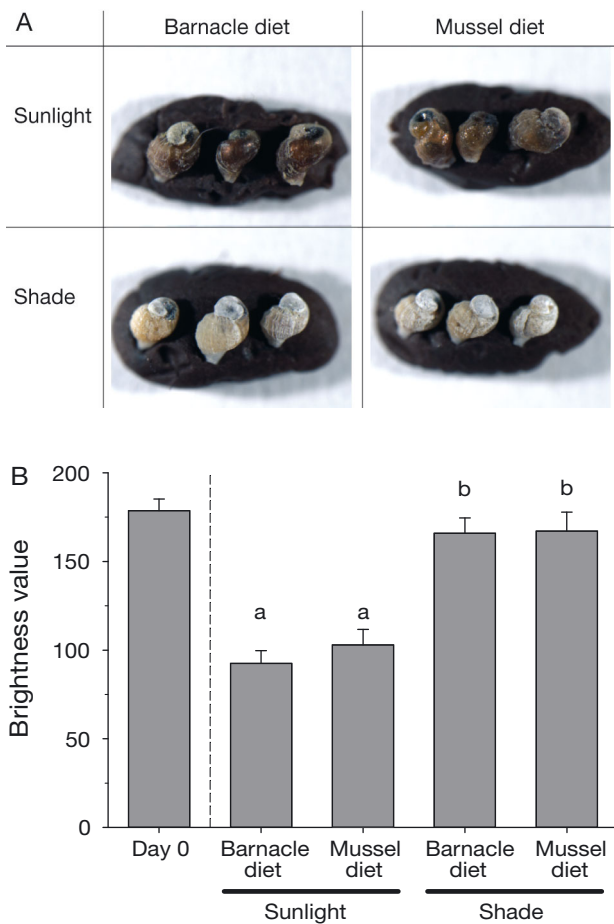 A
Barnacle diet Mussel diet
Sunlight
Shade
B
200
150
100
50
0
Brightness value
a a b b
Day 0 Barnacle Mussel Barnacle Mussel
diet diet diet diet
Sunlight Shade